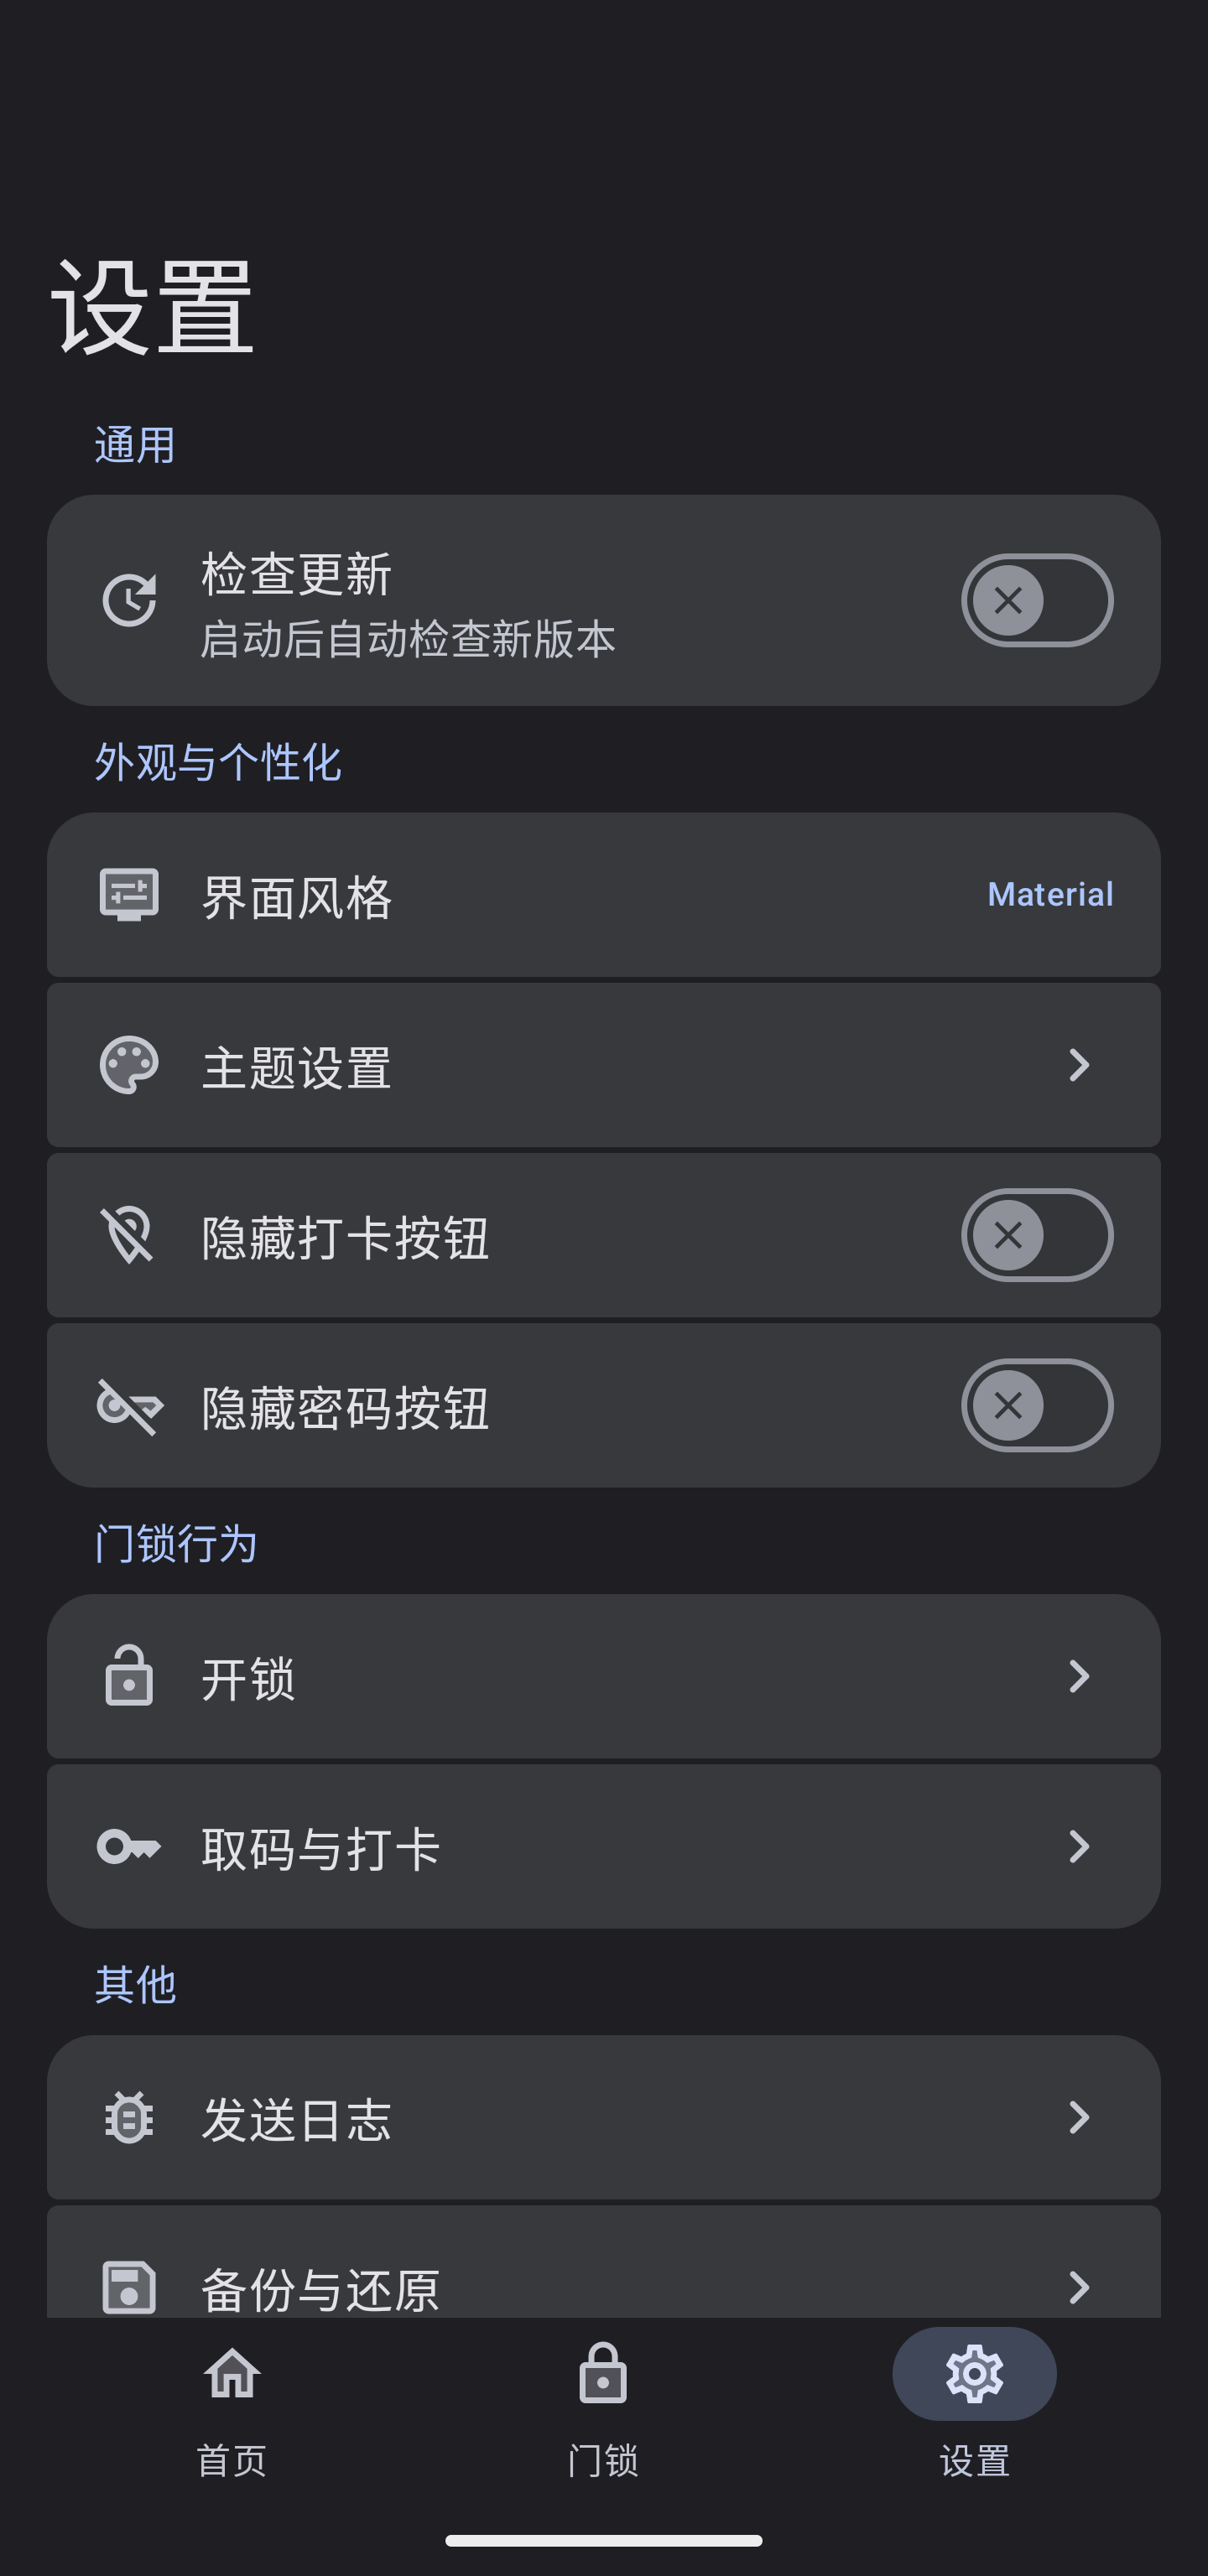 设置
通用
检查更新
启动后自动检查新版本
外观与个性化
界面风格
Material
主题设置
隐藏打卡按钮
隐藏密码按钮
门锁行为
开锁
取码与打卡
其他
发送日志
备份与还原
首页
门锁
设置